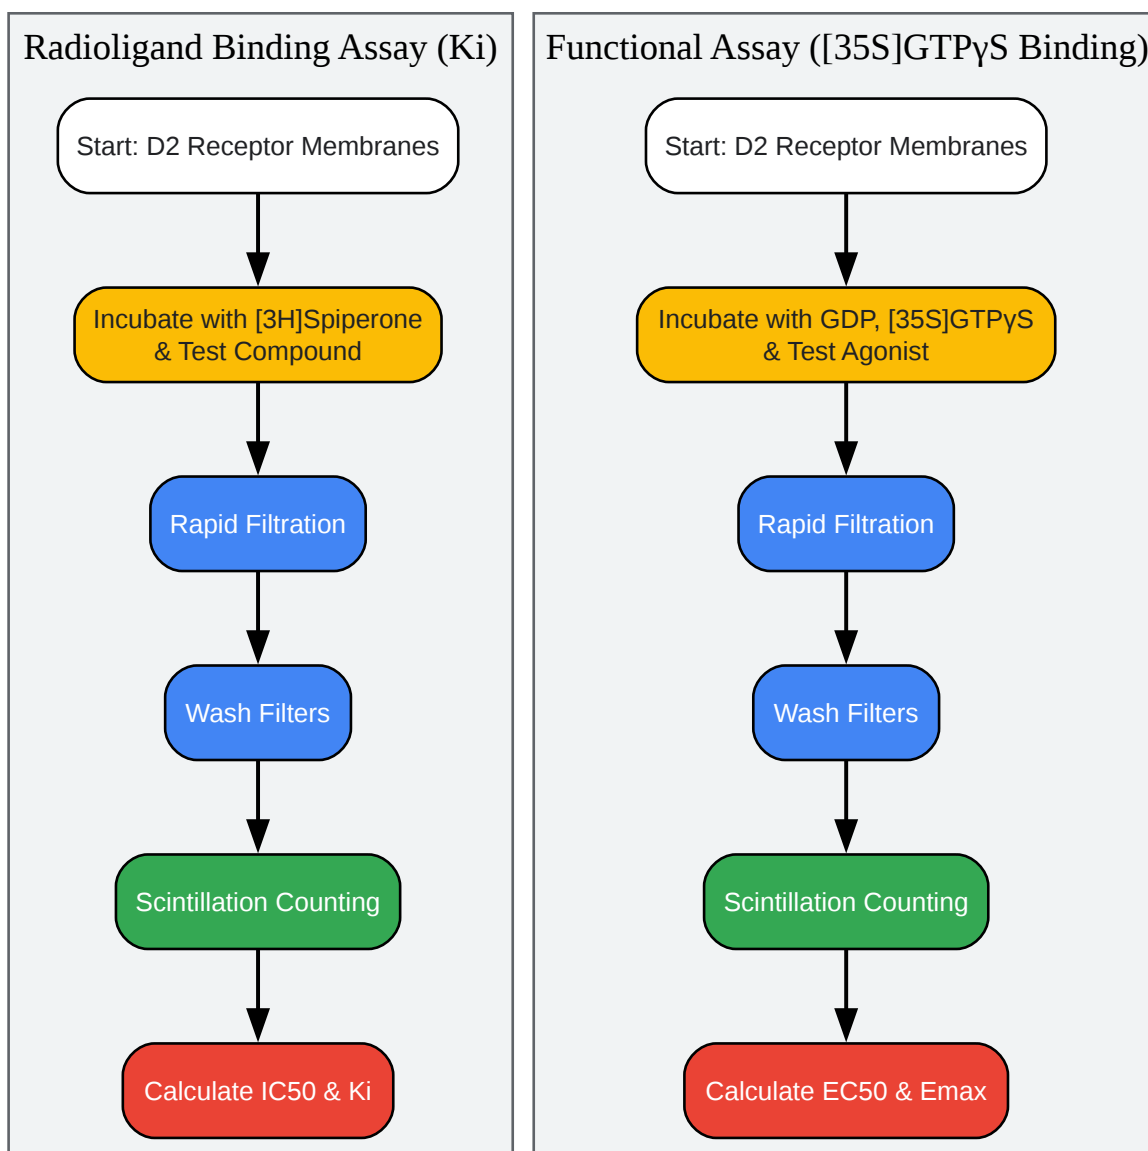 Radioligand Binding Assay (Ki)
Start: D2 Receptor Membranes
Incubate with [3H]Spiperone
& Test Compound
Rapid Filtration
Wash Filters
Scintillation Counting
Calculate IC50 & Ki
Functional Assay ([35S]GTPγS Binding)
Start: D2 Receptor Membranes
Incubate with GDP, [35S]GTPγS
& Test Agonist
Rapid Filtration
Wash Filters
Scintillation Counting
Calculate EC50 & Emax